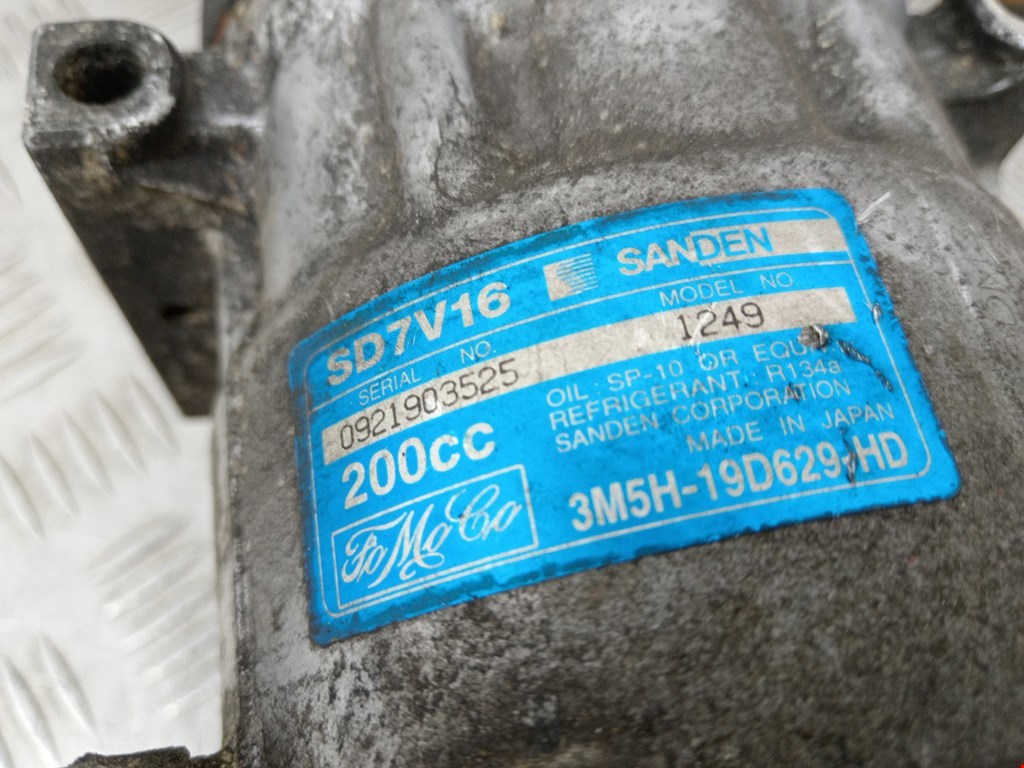 SD7V16 SANDEN
SERIAL NO. MODEL NO
0921903525 1249
200cc
OIL : SP-10 OR
REFRIGERANT : R134a
SANDEN CORPORATION
MADE IN JAPAN
FoMoCo
3M5H-19D629-HD